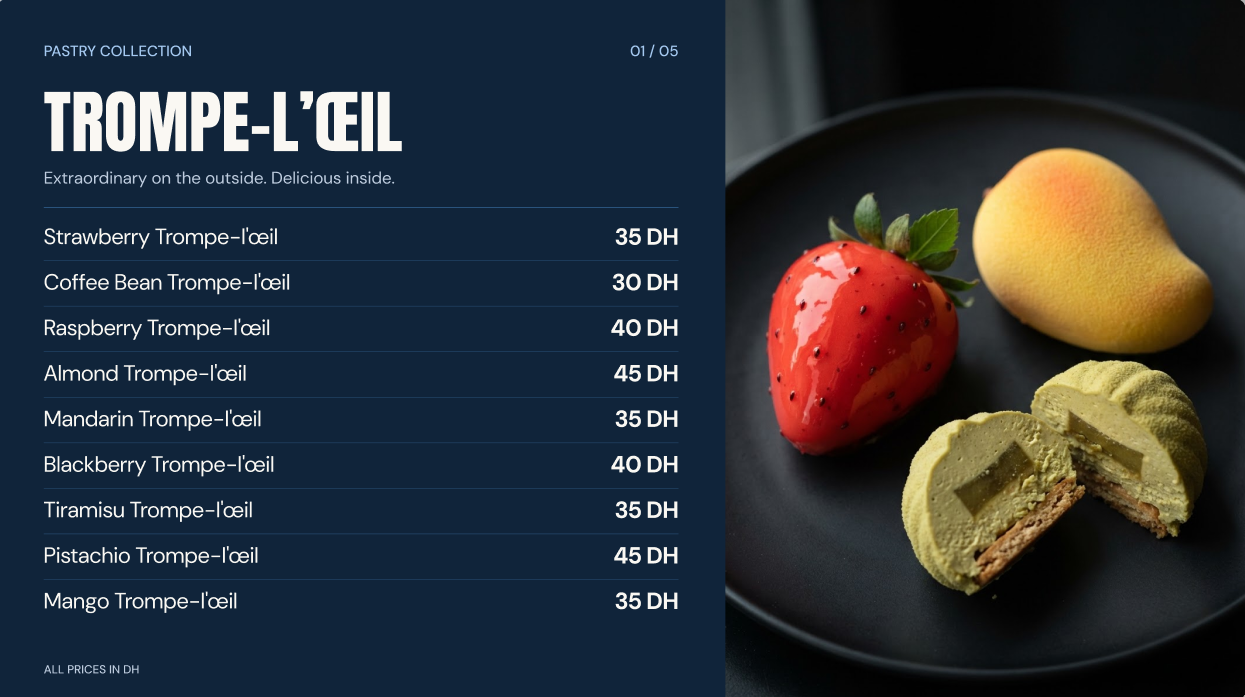 PASTRY COLLECTION 01 / 05
TROMPE-L’ŒIL
Extraordinary on the outside. Delicious inside.
Strawberry Trompe-l'œil 35 DH
Coffee Bean Trompe-l'œil 30 DH
Raspberry Trompe-l'œil 40 DH
Almond Trompe-l'œil 45 DH
Mandarin Trompe-l'œil 35 DH
Blackberry Trompe-l'œil 40 DH
Tiramisu Trompe-l'œil 35 DH
Pistachio Trompe-l'œil 45 DH
Mango Trompe-l'œil 35 DH
ALL PRICES IN DH